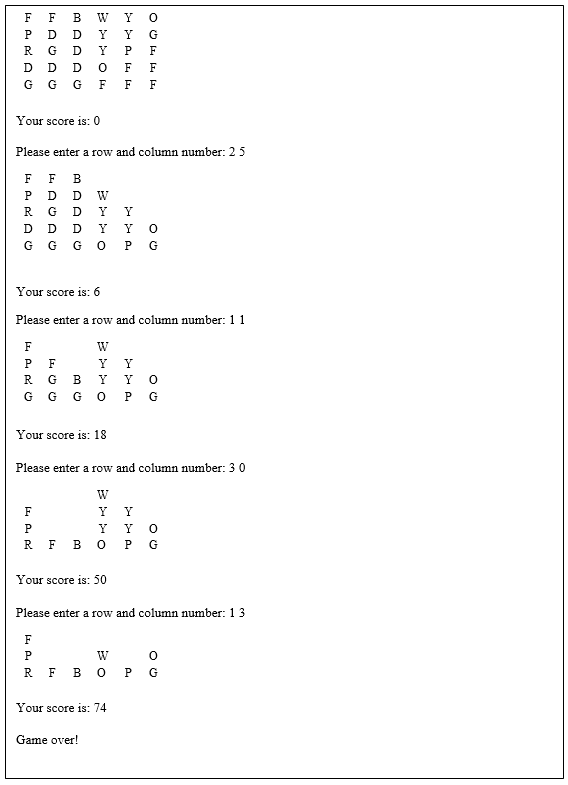 F F B W Y O
P D D Y Y G
R G D Y P F
D D D O F F
G G G F F F
Your score is: 0
Please enter a row and column number: 2 5
F F B
P D D W
R G D Y Y
D D D Y Y O
G G G O P G
Your score is: 6
Please enter a row and column number: 1 1
F W
P F Y Y
R G B Y Y O
G G G O P G
Your score is: 18
Please enter a row and column number: 3 0
W
F Y Y
P Y Y O
R F B O P G
Your score is: 50
Please enter a row and column number: 1 3
F
P W O
R F B O P G
Your score is: 74
Game over!